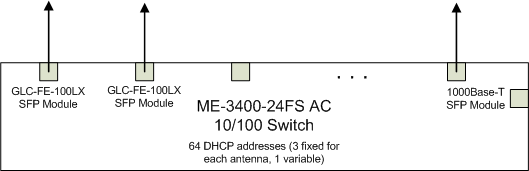 GLC-FE-100LX
SFP Module
GLC-FE-100LX
SFP Module
. . .
1000Base-T
SFP Module
ME-3400-24FS AC
10/100 Switch
64 DHCP addresses (3 fixed for
each antenna, 1 variable)